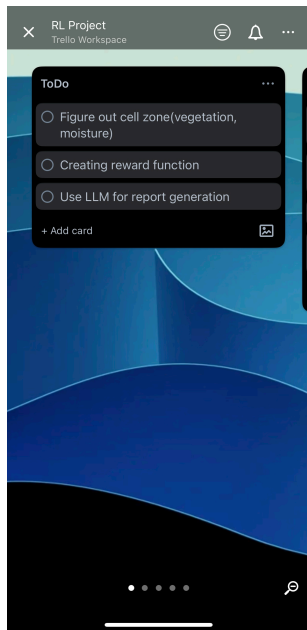 RL Project
Trello Workspace
ToDo
Figure out cell zone(vegetation,
moisture)
Creating reward function
Use LLM for report generation
+ Add card